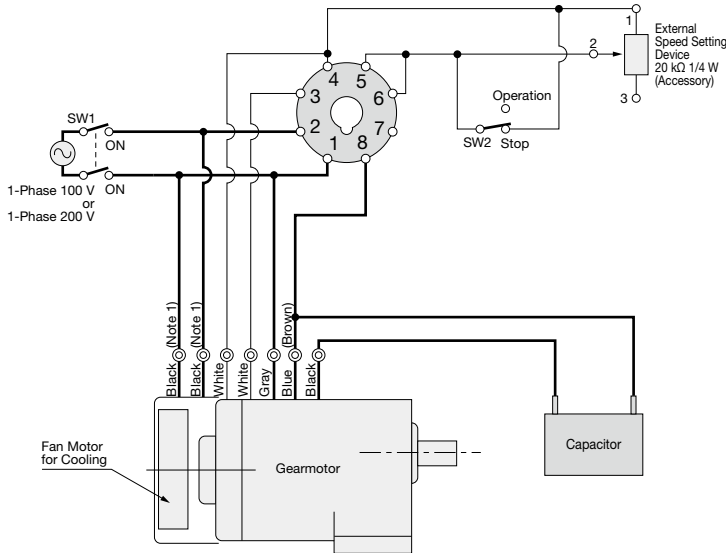 1
External
Speed Setting
Device
20 kΩ 1/4 W
(Accessory)
2
3
4
5
3
6
2
7
1
8
Operation
SW2
Stop
SW1
ON
ON
1-Phase 100 V
or
1-Phase 200 V
Black (Note 1)
Black (Note 1)
White
White
Gray
Blue (Brown)
Black
Fan Motor
for Cooling
Gearmotor
Capacitor